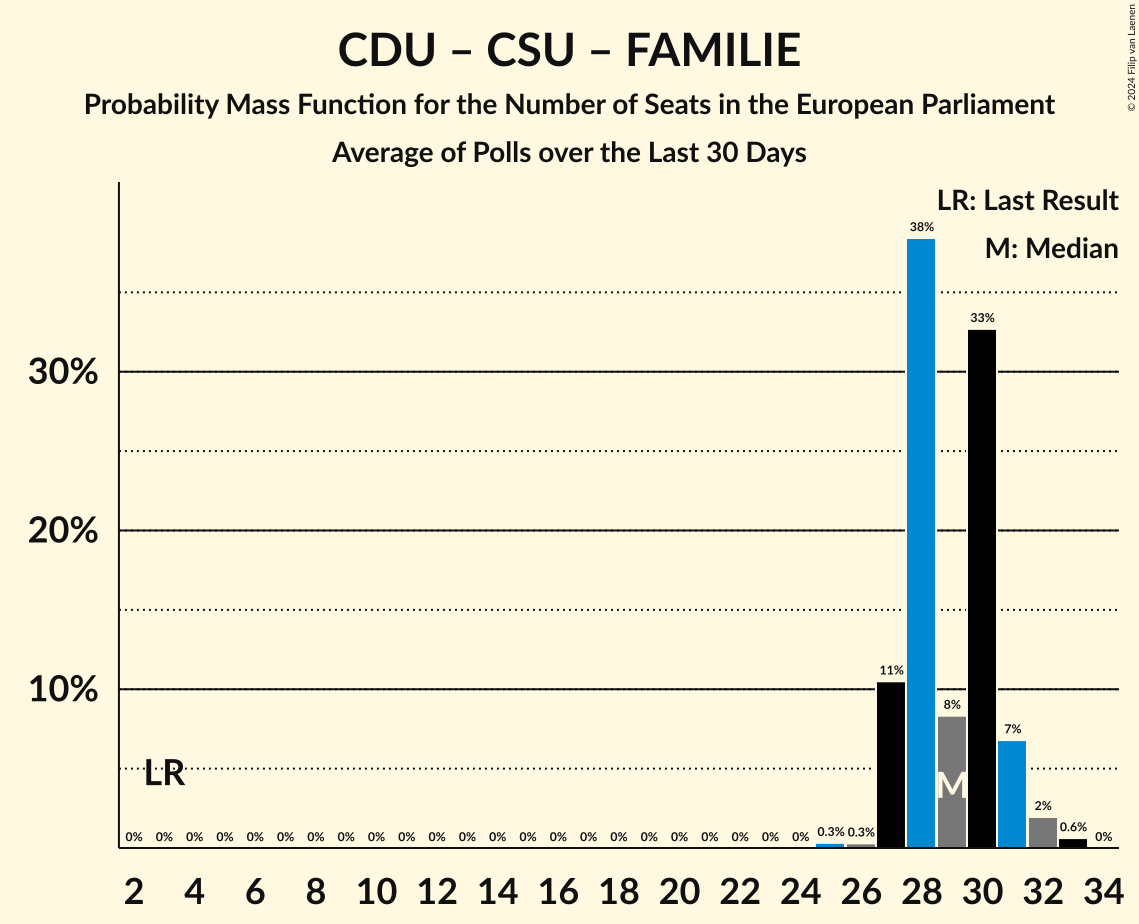 CDU – CSU – FAMILIE
Probability Mass Function for the Number of Seats in the European Parliament
Average of Polls over the Last 30 Days
© 2024 Filip van Laenen
LR: Last Result
M: Median
38%
33%
30%
20%
11%
10%
8%
7%
LR
M
2%
0% 0% 0% 0% 0% 0% 0% 0% 0% 0% 0% 0% 0% 0% 0% 0% 0% 0% 0% 0% 0% 0% 0% 0.3% 0.3% 0.6% 0%
2 4 6 8 10 12 14 16 18 20 22 24 26 28 30 32 34